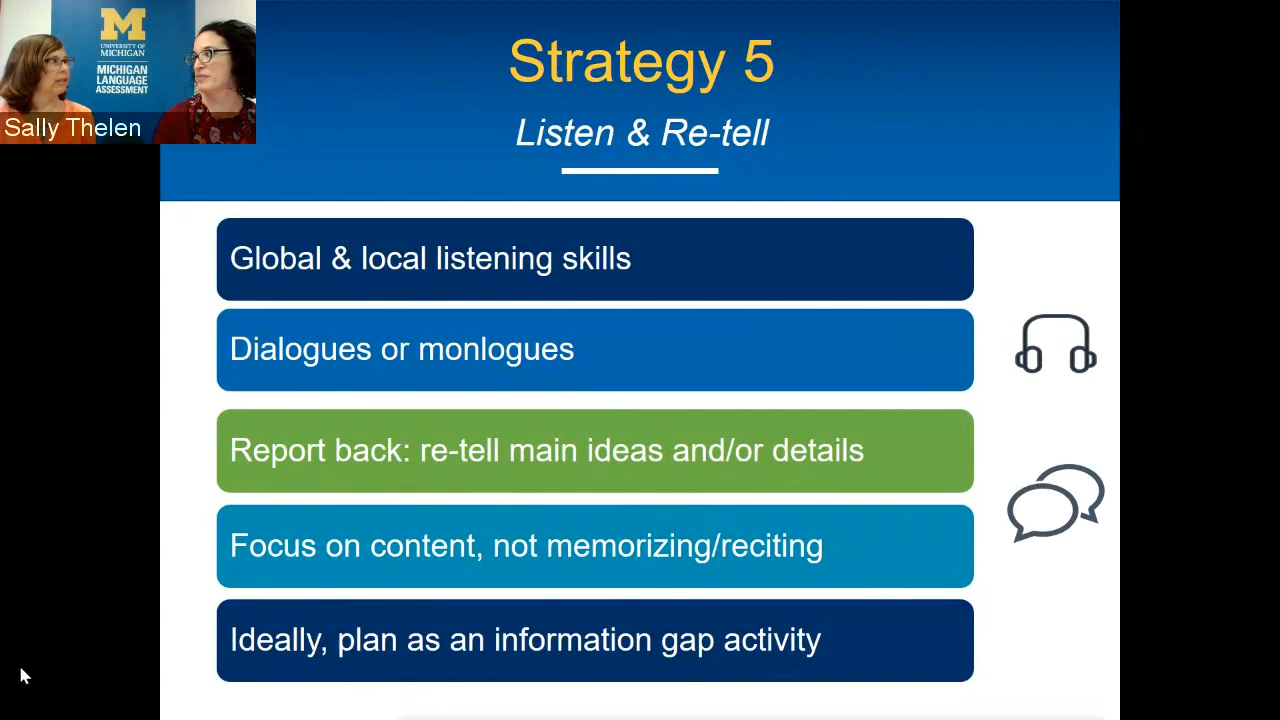 M
UNIVERSITY OF
MICHIGAN
MICHIGAN
LANGUAGE
ASSESSMENT
Sally Thelen
Strategy 5
Listen & Re-tell
Global & local listening skills
Dialogues or monlogues
Report back: re-tell main ideas and/or details
Focus on content, not memorizing/reciting
Ideally, plan as an information gap activity